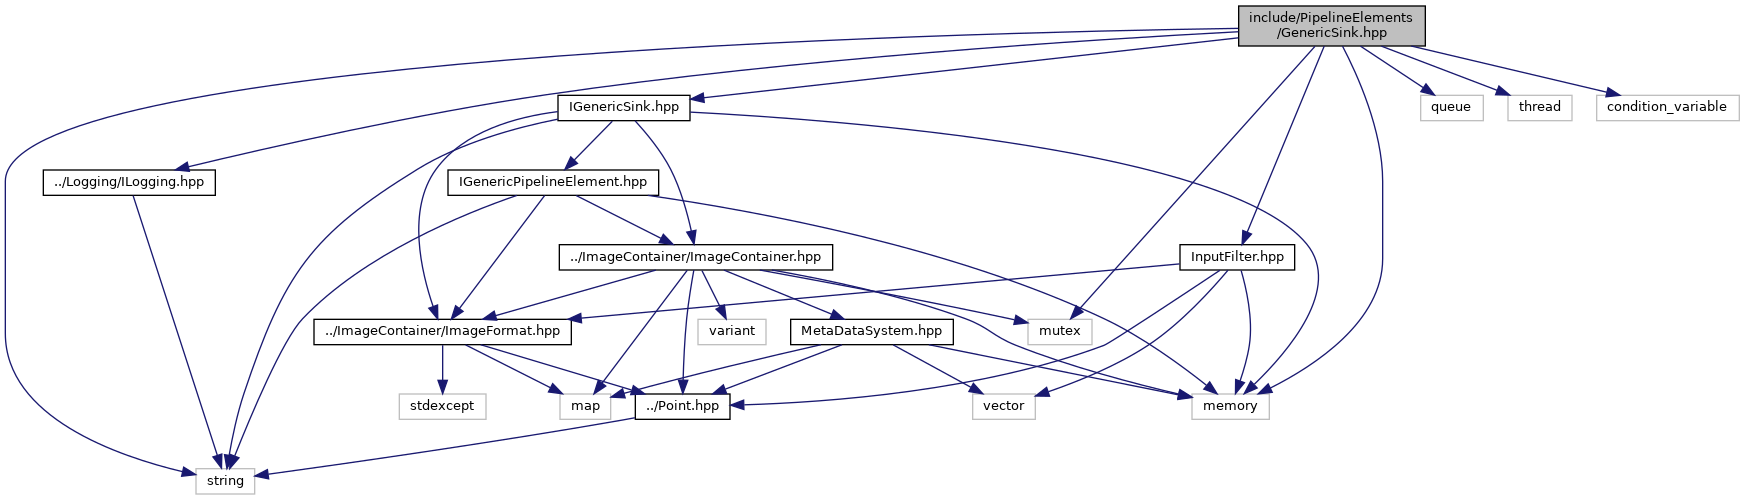 include/PipelineElements
/GenericSink.hpp
IGenericSink.hpp
queue
thread
condition_variable
../Logging/ILogging.hpp
IGenericPipelineElement.hpp
../ImageContainer/ImageContainer.hpp
InputFilter.hpp
../ImageContainer/ImageFormat.hpp
variant
MetaDataSystem.hpp
mutex
stdexcept
map
../Point.hpp
vector
memory
string